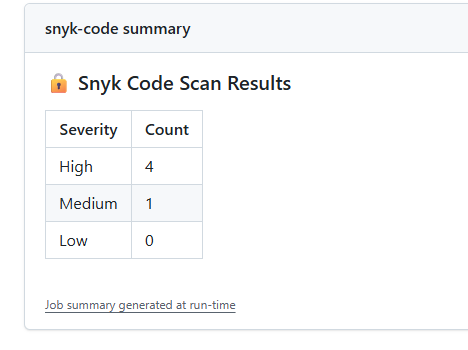 snyk-code summary
🔒 Snyk Code Scan Results
Severity Count
High 4
Medium 1
Low 0
Job summary generated at run-time